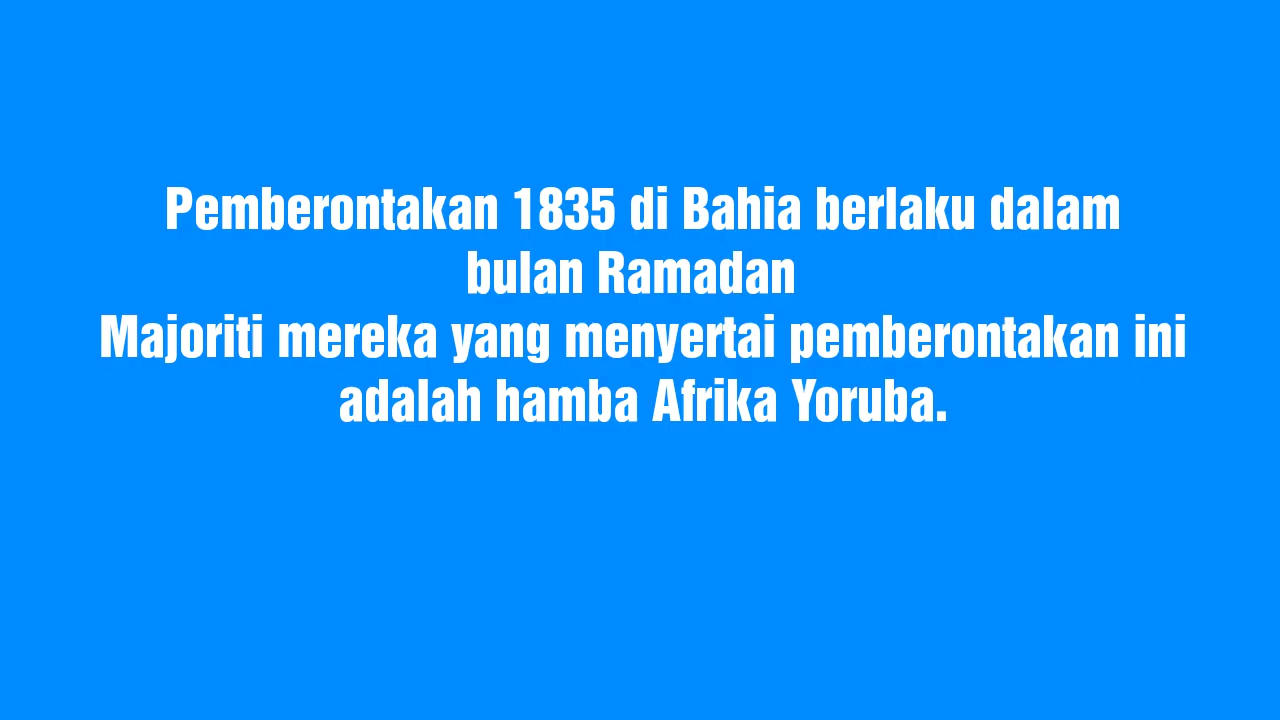 Pemberontakan 1835 di Bahia berlaku dalam
bulan Ramadan
Majoriti mereka yang menyertai pemberontakan ini
adalah hamba Afrika Yoruba.